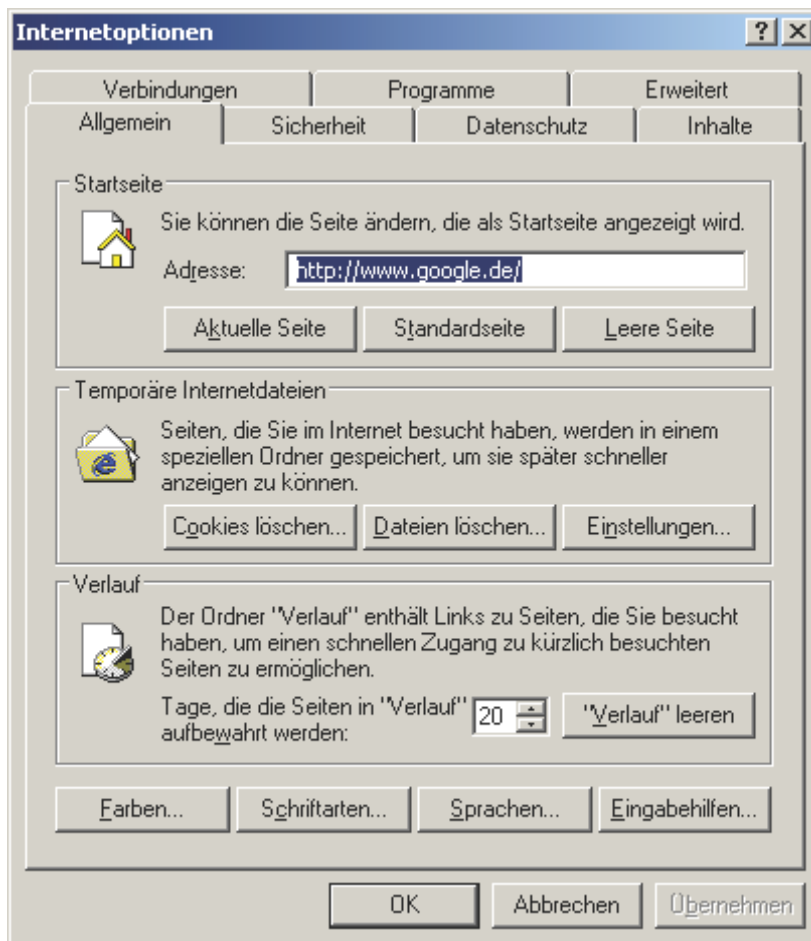 Internetoptionen
Verbindungen Programme Erweitert
Allgemein Sicherheit Datenschutz Inhalte
Startseite
Sie können die Seite ändern, die als Startseite angezeigt wird.
Adresse: http://www.google.de/
Aktuelle Seite Standardseite Leere Seite
Temporäre Internetdateien
Seiten, die Sie im Internet besucht haben, werden in einem
speziellen Ordner gespeichert, um sie später schneller
anzeigen zu können.
Cookies löschen... Dateien löschen... Einstellungen...
Verlauf
Der Ordner "Verlauf" enthält Links zu Seiten, die Sie besucht
haben, um einen schnellen Zugang zu kürzlich besuchten
Seiten zu ermöglichen.
Tage, die die Seiten in "Verlauf"
aufbewahrt werden: 20 "Verlauf" leeren
Farben... Schriftarten... Sprachen... Eingabehilfen...
OK Abbrechen Übernehmen